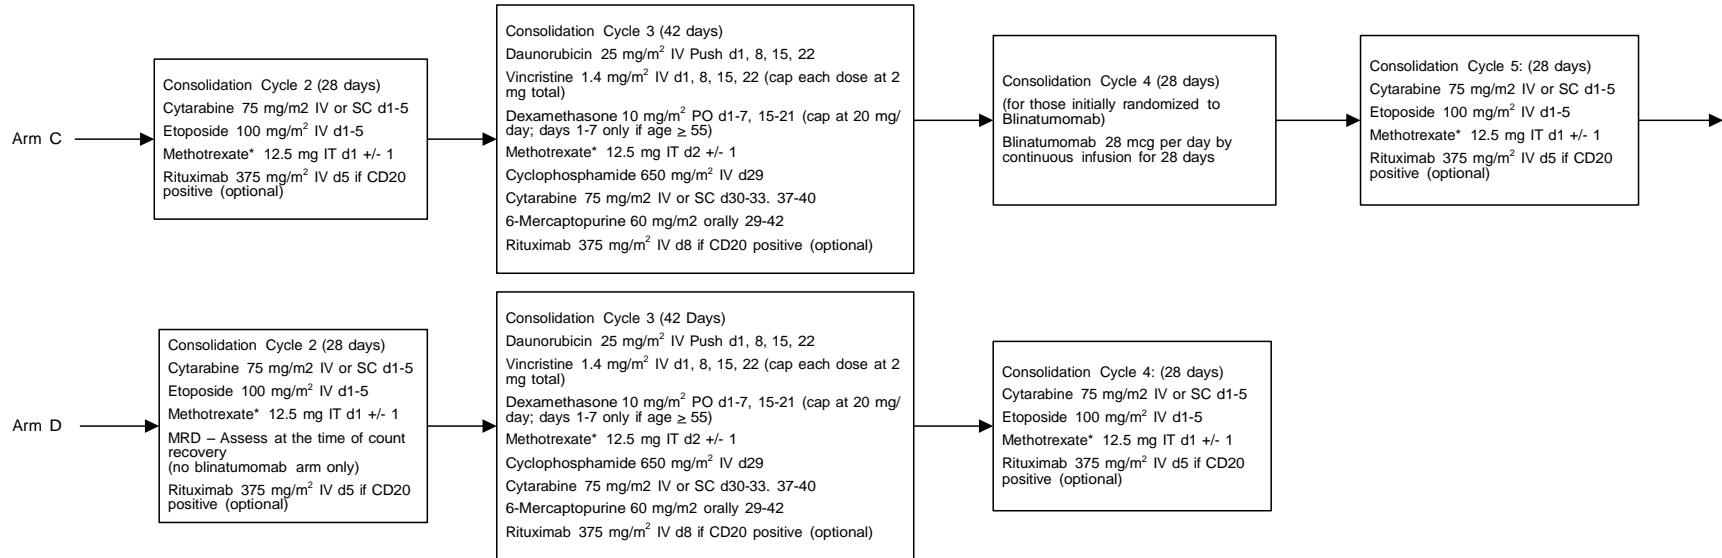 Arm C
Consolidation Cycle 2 (28 days)
Cytarabine 75 mg/m2 IV or SC d1-5
Etoposide 100 mg/m² IV d1-5
Methotrexate* 12.5 mg IT d1 +/- 1
Rituximab 375 mg/m² IV d5 if CD20
positive (optional)
Consolidation Cycle 3 (42 days)
Daunorubicin 25 mg/m² IV Push d1, 8, 15, 22
Vincristine 1.4 mg/m² IV d1, 8, 15, 22 (cap each dose at 2
mg total)
Dexamethasone 10 mg/m² PO d1-7, 15-21 (cap at 20 mg/
day; days 1-7 only if age ≥ 55)
Methotrexate* 12.5 mg IT d2 +/- 1
Cyclophosphamide 650 mg/m² IV d29
Cytarabine 75 mg/m2 IV or SC d30-33. 37-40
6-Mercaptopurine 60 mg/m2 orally 29-42
Rituximab 375 mg/m² IV d8 if CD20 positive (optional)
Consolidation Cycle 4 (28 days)
(for those initially randomized to
Blinatumomab)
Blinatumomab 28 mcg per day by
continuous infusion for 28 days
Consolidation Cycle 5: (28 days)
Cytarabine 75 mg/m2 IV or SC d1-5
Etoposide 100 mg/m² IV d1-5
Methotrexate* 12.5 mg IT d1 +/- 1
Rituximab 375 mg/m² IV d5 if CD20
positive (optional)
Arm D
Consolidation Cycle 2 (28 days)
Cytarabine 75 mg/m2 IV or SC d1-5
Etoposide 100 mg/m² IV d1-5
Methotrexate* 12.5 mg IT d1 +/- 1
MRD – Assess at the time of count
recovery
(no blinatumomab arm only)
Rituximab 375 mg/m² IV d5 if CD20
positive (optional)
Consolidation Cycle 3 (42 Days)
Daunorubicin 25 mg/m² IV Push d1, 8, 15, 22
Vincristine 1.4 mg/m² IV d1, 8, 15, 22 (cap each dose at 2
mg total)
Dexamethasone 10 mg/m² PO d1-7, 15-21 (cap at 20 mg/
day; days 1-7 only if age ≥ 55)
Methotrexate* 12.5 mg IT d2 +/- 1
Cyclophosphamide 650 mg/m² IV d29
Cytarabine 75 mg/m2 IV or SC d30-33. 37-40
6-Mercaptopurine 60 mg/m2 orally 29-42
Rituximab 375 mg/m² IV d8 if CD20 positive (optional)
Consolidation Cycle 4: (28 days)
Cytarabine 75 mg/m2 IV or SC d1-5
Etoposide 100 mg/m² IV d1-5
Methotrexate* 12.5 mg IT d1 +/- 1
Rituximab 375 mg/m² IV d5 if CD20
positive (optional)